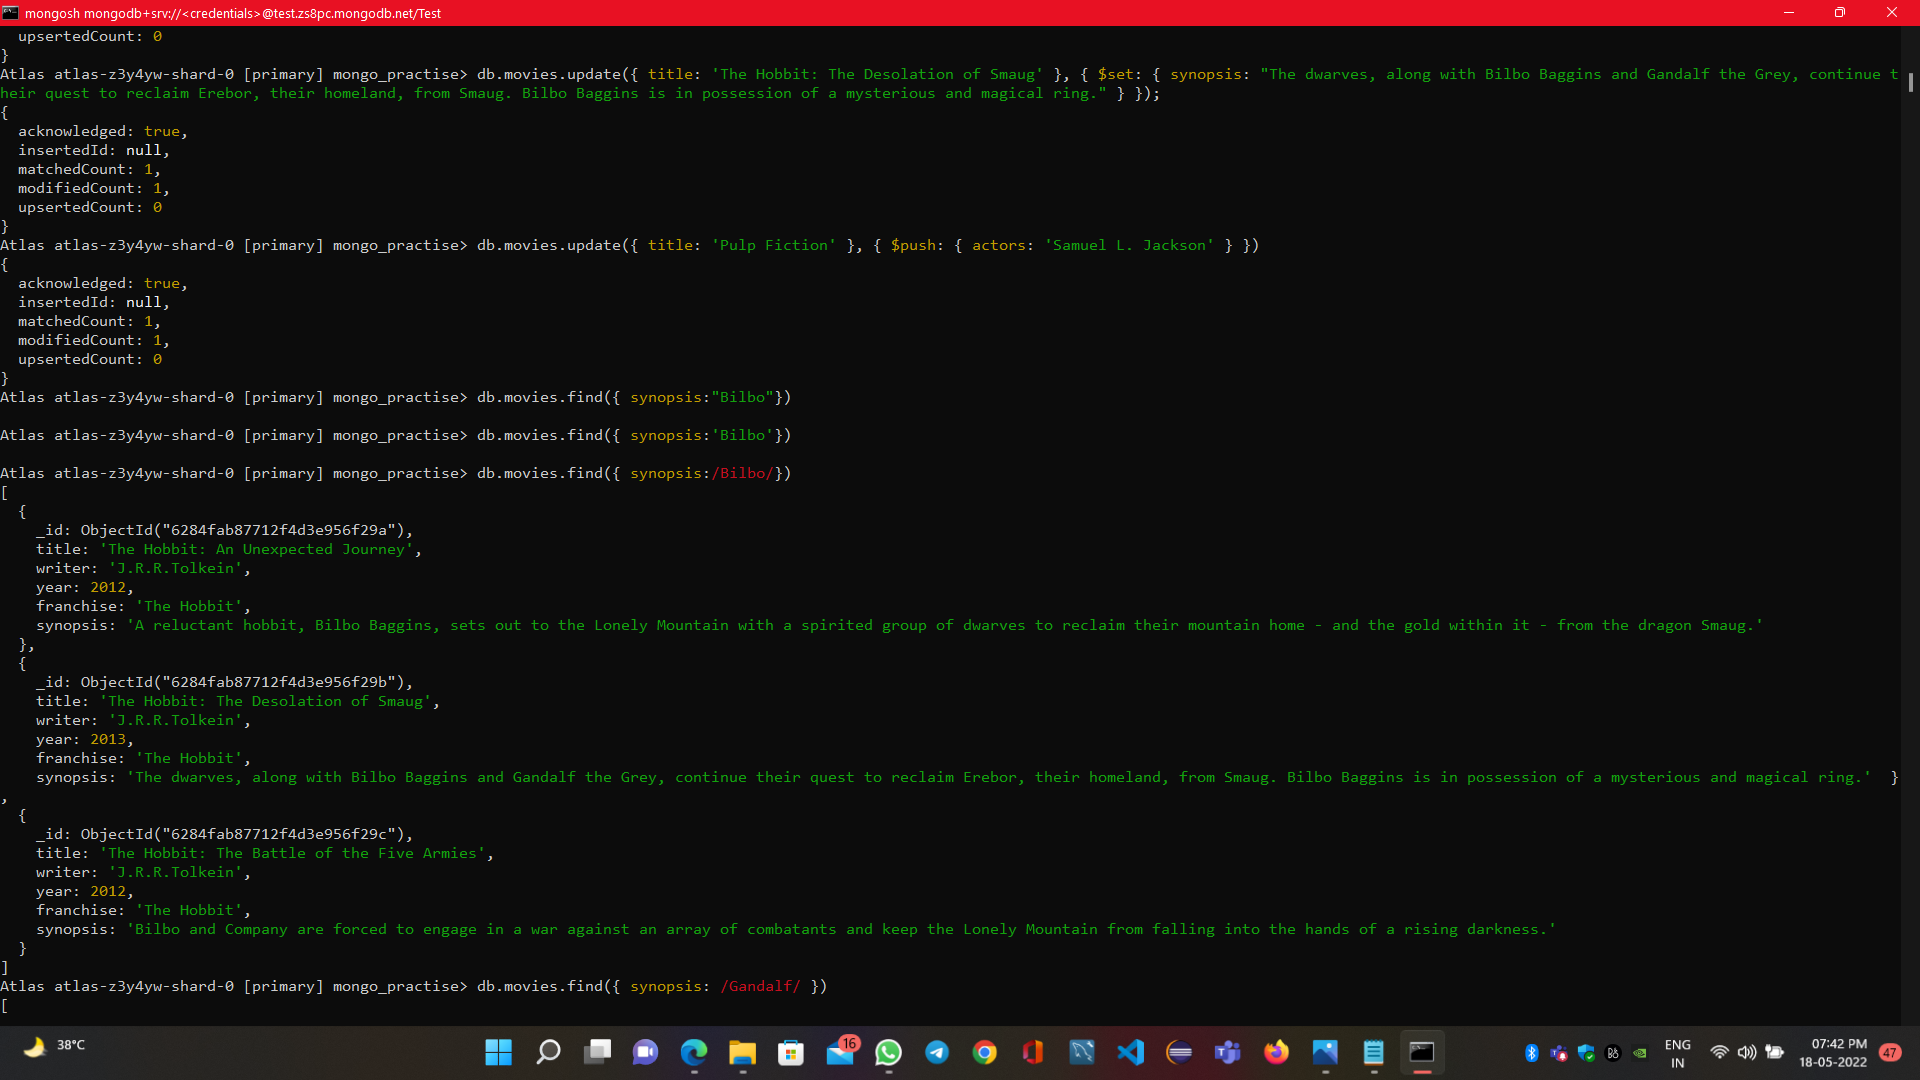 mongosh mongodb+srv://<credentials>@test.zs8pc.mongodb.net/Test
  upsertedCount: 0
}
Atlas atlas-z3y4yw-shard-0 [primary] mongo_practise> db.movies.update({ title: 'The Hobbit: The Desolation of Smaug' }, { $set: { synopsis: "The dwarves, along with Bilbo Baggins and Gandalf the Grey, continue t
heir quest to reclaim Erebor, their homeland, from Smaug. Bilbo Baggins is in possession of a mysterious and magical ring." } });
{
  acknowledged: true,
  insertedId: null,
  matchedCount: 1,
  modifiedCount: 1,
  upsertedCount: 0
}
Atlas atlas-z3y4yw-shard-0 [primary] mongo_practise> db.movies.update({ title: 'Pulp Fiction' }, { $push: { actors: 'Samuel L. Jackson' } })
{
  acknowledged: true,
  insertedId: null,
  matchedCount: 1,
  modifiedCount: 1,
  upsertedCount: 0
}
Atlas atlas-z3y4yw-shard-0 [primary] mongo_practise> db.movies.find({ synopsis:"Bilbo"})
Atlas atlas-z3y4yw-shard-0 [primary] mongo_practise> db.movies.find({ synopsis:'Bilbo'})
Atlas atlas-z3y4yw-shard-0 [primary] mongo_practise> db.movies.find({ synopsis:/Bilbo/})
[
  {
    _id: ObjectId("6284fab87712f4d3e956f29a"),
    title: 'The Hobbit: An Unexpected Journey',
    writer: 'J.R.R.Tolkein',
    year: 2012,
    franchise: 'The Hobbit',
    synopsis: 'A reluctant hobbit, Bilbo Baggins, sets out to the Lonely Mountain with a spirited group of dwarves to reclaim their mountain home - and the gold within it - from the dragon Smaug.'
  },
  {
    _id: ObjectId("6284fab87712f4d3e956f29b"),
    title: 'The Hobbit: The Desolation of Smaug',
    writer: 'J.R.R.Tolkein',
    year: 2013,
    franchise: 'The Hobbit',
    synopsis: 'The dwarves, along with Bilbo Baggins and Gandalf the Grey, continue their quest to reclaim Erebor, their homeland, from Smaug. Bilbo Baggins is in possession of a mysterious and magical ring.'  }
,
  {
    _id: ObjectId("6284fab87712f4d3e956f29c"),
    title: 'The Hobbit: The Battle of the Five Armies',
    writer: 'J.R.R.Tolkein',
    year: 2012,
    franchise: 'The Hobbit',
    synopsis: 'Bilbo and Company are forced to engage in a war against an array of combatants and keep the Lonely Mountain from falling into the hands of a rising darkness.'
  }
]
Atlas atlas-z3y4yw-shard-0 [primary] mongo_practise> db.movies.find({ synopsis: /Gandalf/ })
[
38°C
16
ENG
IN
07:42 PM
18-05-2022
47